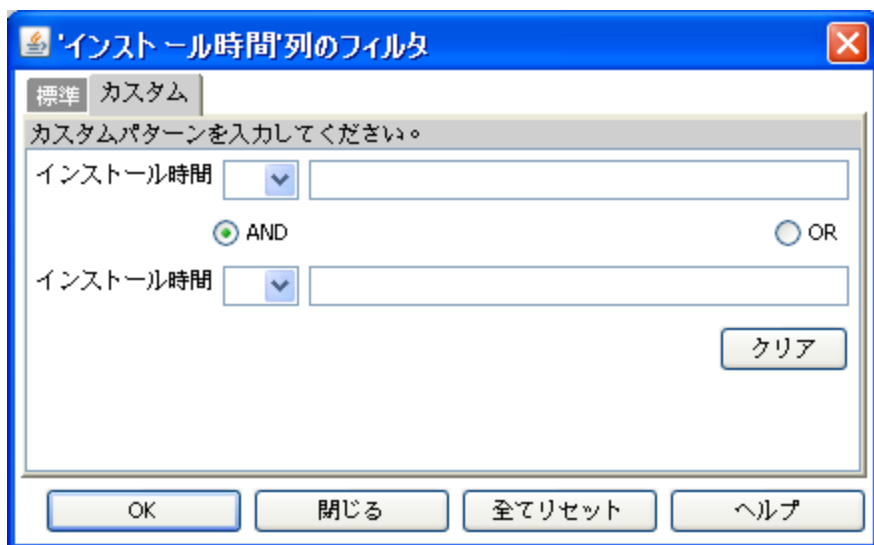 'インストール時間'列のフィルタ
標準 カスタム
カスタムパターンを入力してください。
インストール時間
AND OR
インストール時間
クリア
OK 閉じる 全てリセット ヘルプ